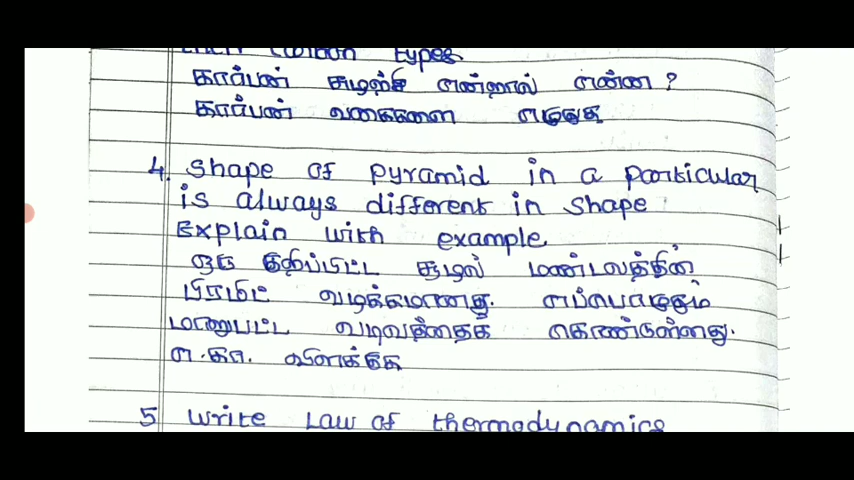 types
கார்பன் சுழற்சி என்றால் என்ன?
கார்பன் வகைகளை எழுதுக
4. Shape of pyramid in a particular
is always different in shape
Explain with example
ஒரு குறிப்பிட்ட சூழல் மண்டலத்தின்
பிரமிட் வடிக்கமானது. எப்பொழுதும்
மாறுபட்ட வடிவத்தைக் கொண்டுள்ளது.
எ.கா. விளக்குக
5 Write Law of thermodynamics